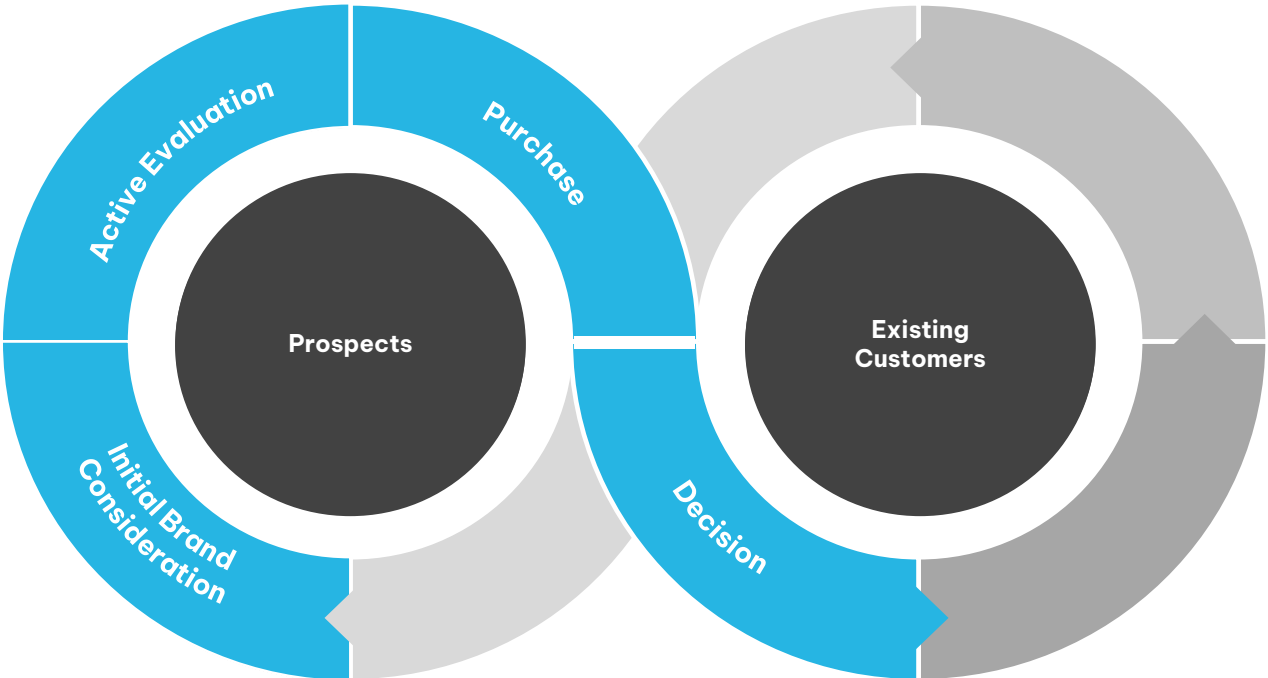 Active Evaluation
Purchase
Prospects
Existing
Customers
Initial Brand
Consideration
Decision